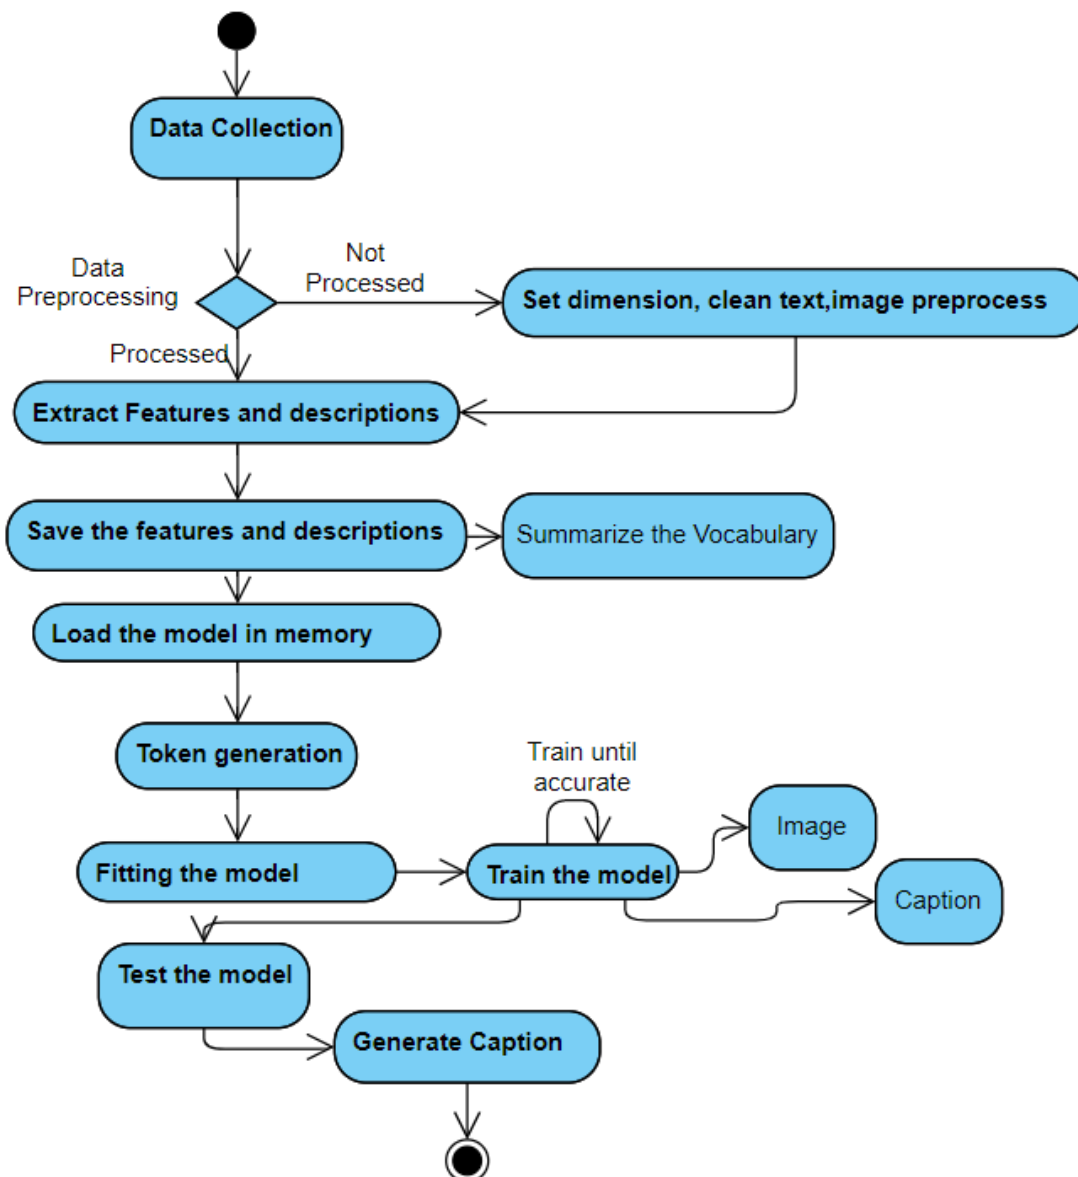 Data Collection
Data
Preprocessing
Not
Processed
Set dimension, clean text,image preprocess
Processed
Extract Features and descriptions
Save the features and descriptions
Summarize the Vocabulary
Load the model in memory
Token generation
Train until
accurate
Image
Fitting the model
Train the model
Caption
Test the model
Generate Caption